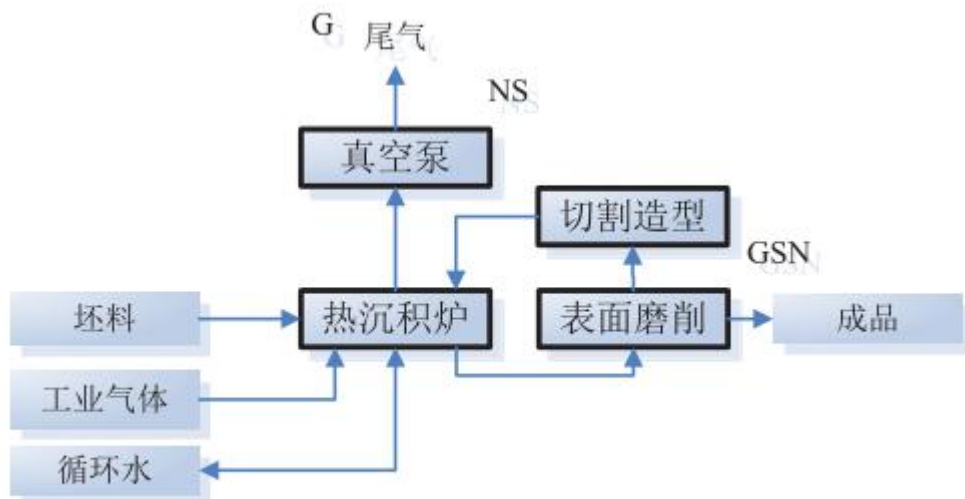 G 尾气
NS
真空泵
切割造型
GSN
坯料
热沉积炉
表面磨削
成品
工业气体
循环水